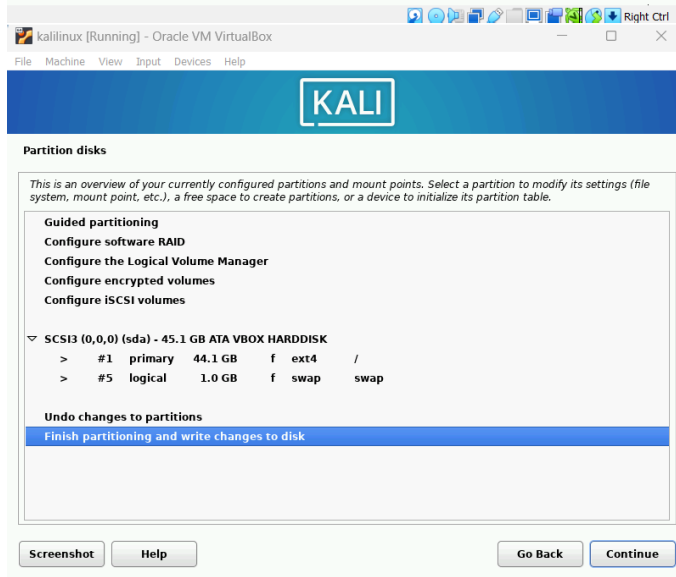 Right Ctrl
kalilinux [Running] - Oracle VM VirtualBox
File Machine View Input Devices Help
KALI
Partition disks
This is an overview of your currently configured partitions and mount points. Select a partition to modify its settings (file
system, mount point, etc.), a free space to create partitions, or a device to initialize its partition table.
Guided partitioning
Configure software RAID
Configure the Logical Volume Manager
Configure encrypted volumes
Configure iSCSI volumes
SCSI3 (0,0,0) (sda) - 45.1 GB ATA VBOX HARDDISK
> #1 primary 44.1 GB f ext4 /
> #5 logical 1.0 GB f swap swap
Undo changes to partitions
Finish partitioning and write changes to disk
Screenshot Help Go Back Continue